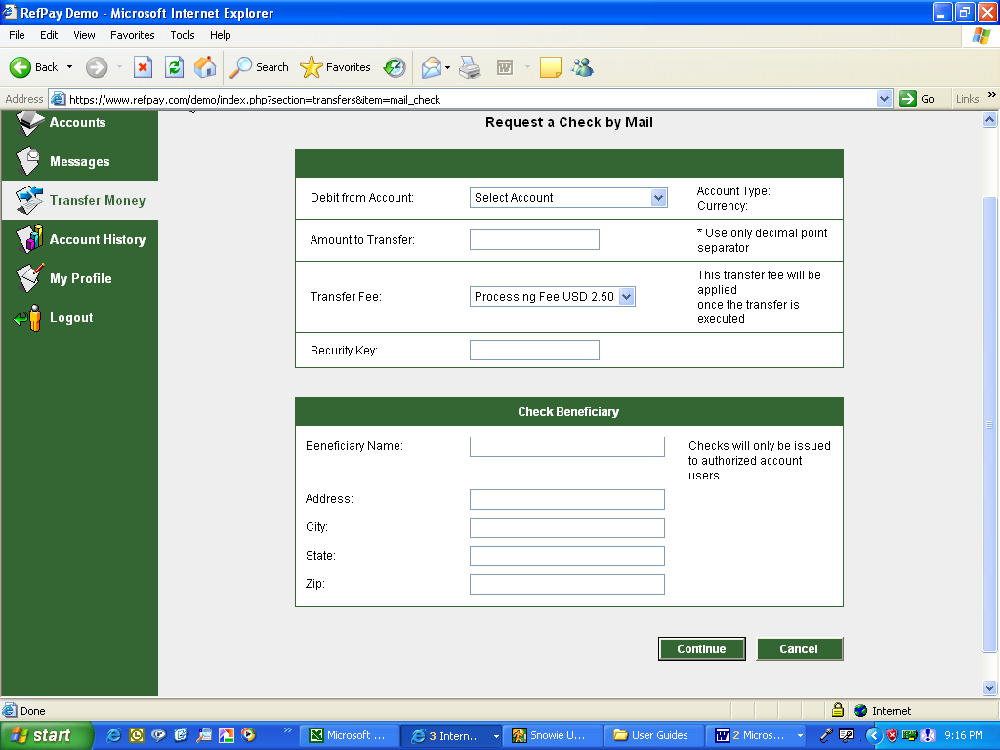 RefPay Demo - Microsoft Internet Explorer
File Edit View Favorites Tools Help
Back Search Favorites
Address https://www.refpay.com/demo/index.php?section=transfers&item=mail_check Go Links »
Accounts
Messages
Transfer Money
Account History
My Profile
Logout
Request a Check by Mail
Debit from Account: Select Account
Account Type:
Currency:
Amount to Transfer:
* Use only decimal point
separator
Transfer Fee: Processing Fee USD 2.50
This transfer fee will be
applied
once the transfer is
executed
Security Key:
Check Beneficiary
Beneficiary Name:
Checks will only be issued
to authorized account
users
Address:
City:
State:
Zip:
Continue Cancel
Done Internet
start » Microsoft ... 3 Intern... Snowie U... User Guides 2 Micros... 9:16 PM